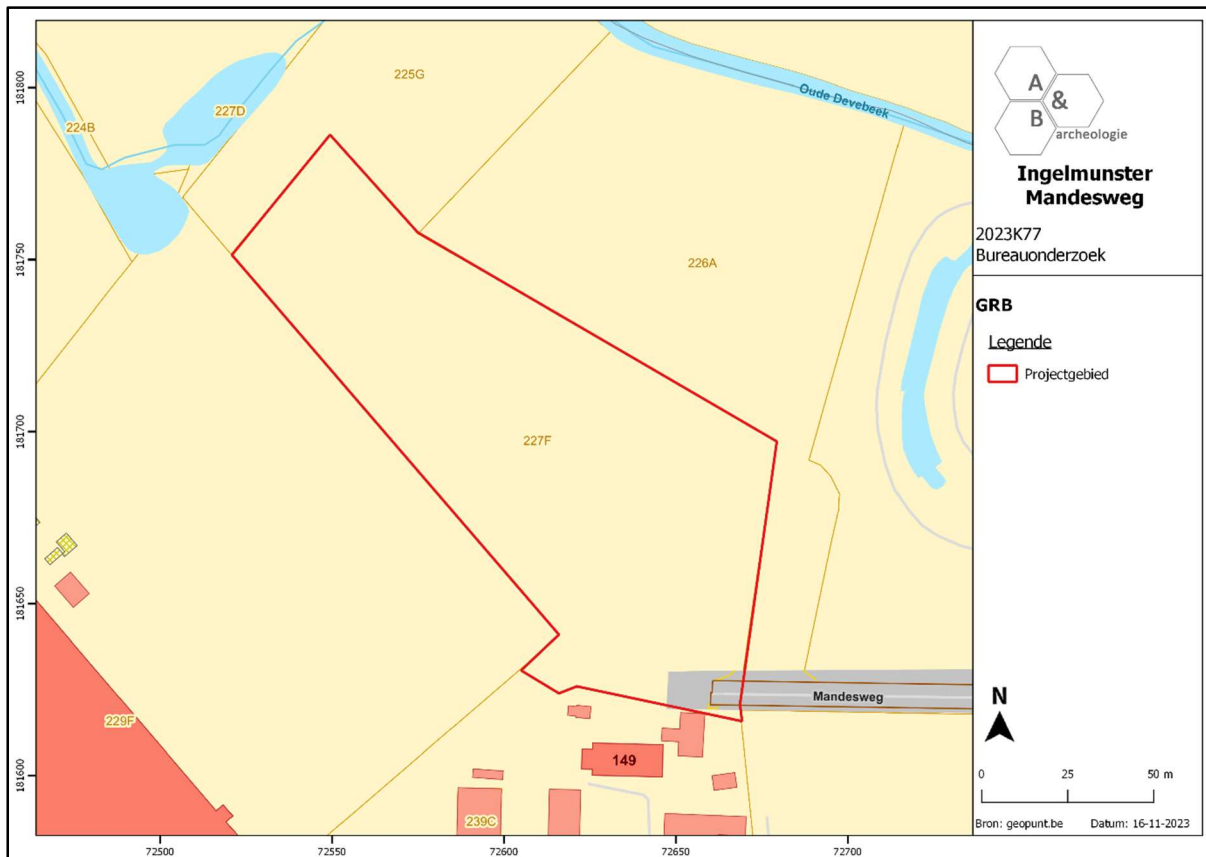 181800
181750
181700
181650
181600
72500
72550
72600
72650
72700
225G
227D
224B
Oude Devebeek
226A
227F
229F
Mandesweg
149
239C
A
&
B
archeologie
Ingelmunster
Mandesweg
2023K77
Bureauonderzoek
GRB
Legende
Projectgebied
N
0 25 50 m
Bron: geopunt.be Datum: 16-11-2023